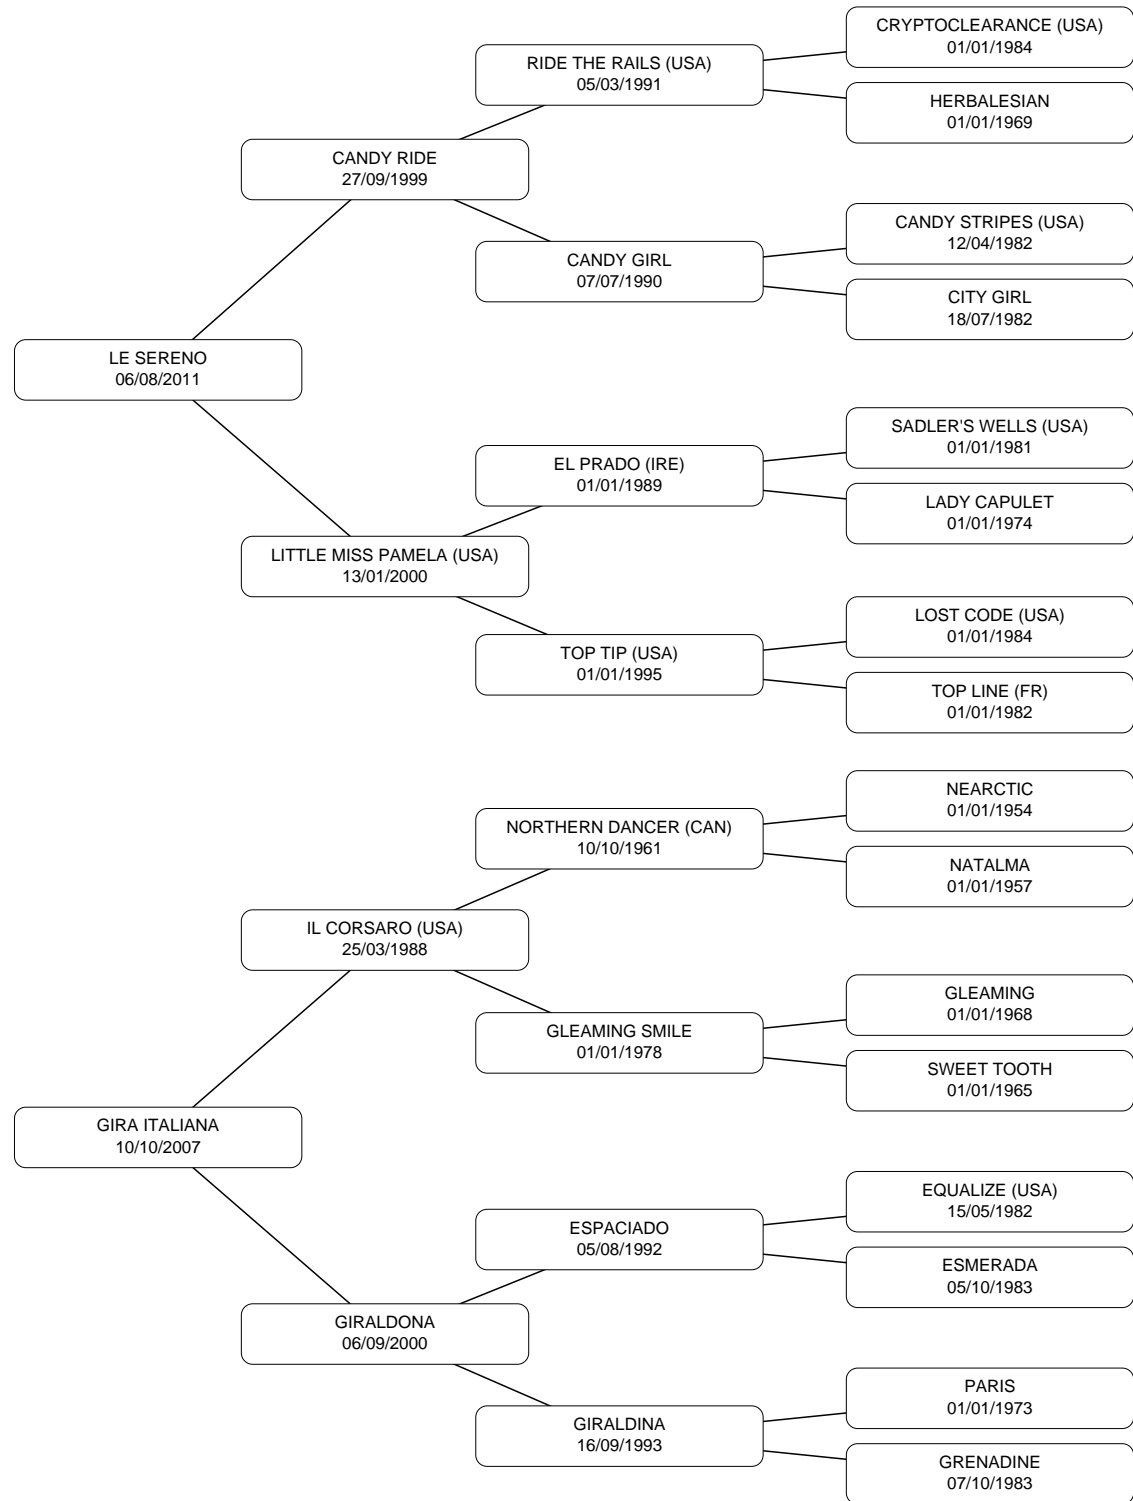 CRYPTOCLEARANCE (USA)
01/01/1984
RIDE THE RAILS (USA)
05/03/1991
HERBALESIAN
01/01/1969
CANDY RIDE
27/09/1999
CANDY STRIPES (USA)
12/04/1982
CANDY GIRL
07/07/1990
CITY GIRL
18/07/1982
LE SERENO
06/08/2011
SADLER'S WELLS (USA)
01/01/1981
EL PRADO (IRE)
01/01/1989
LADY CAPULET
01/01/1974
LITTLE MISS PAMELA (USA)
13/01/2000
LOST CODE (USA)
01/01/1984
TOP TIP (USA)
01/01/1995
TOP LINE (FR)
01/01/1982
NEARCTIC
01/01/1954
NORTHERN DANCER (CAN)
10/10/1961
NATALMA
01/01/1957
IL CORSARO (USA)
25/03/1988
GLEAMING
01/01/1968
GLEAMING SMILE
01/01/1978
SWEET TOOTH
01/01/1965
GIRA ITALIANA
10/10/2007
EQUALIZE (USA)
15/05/1982
ESPACIADO
05/08/1992
ESMERADA
05/10/1983
GIRALDONA
06/09/2000
PARIS
01/01/1973
GIRALDINA
16/09/1993
GRENADINE
07/10/1983